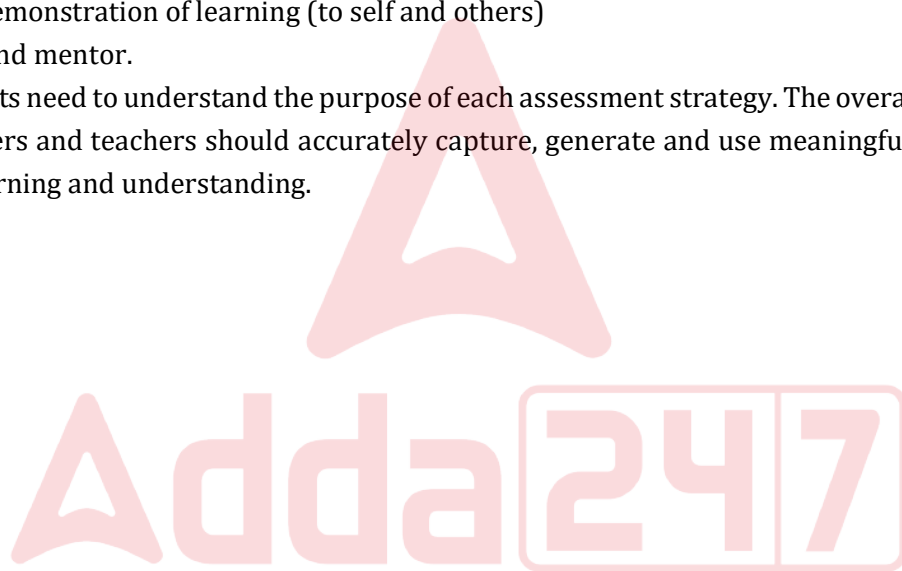 emonstration of learning (to self and others)
nd mentor.
ts need to understand the purpose of each assessment strategy. The overa
ers and teachers should accurately capture, generate and use meaningfu
rning and understanding.
Adda247